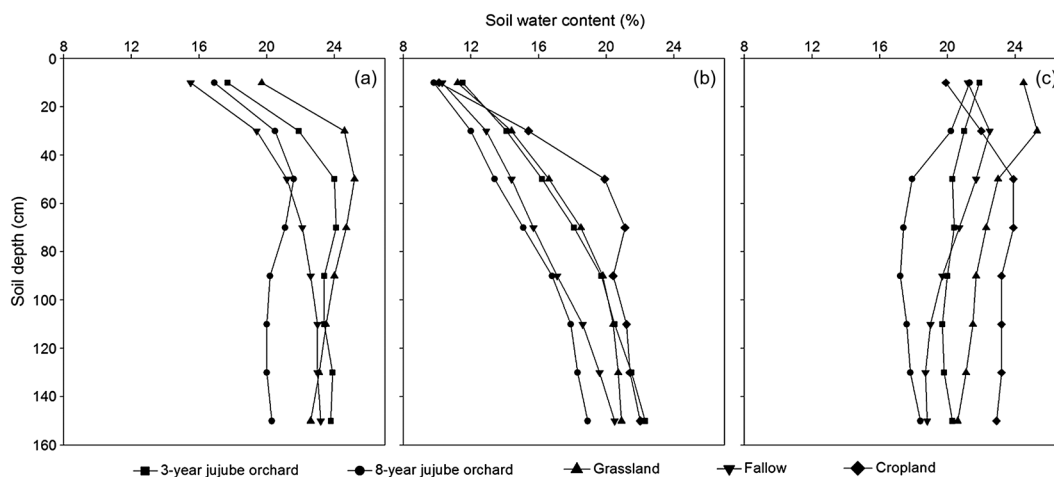 Soil water content (%)
8 12 16 20 24 8 12 16 20 24 8 12 16 20 24
0
20
40
60
80
100
120
140
160
Soil depth (cm)
(a) (b) (c)
3-year jujube orchard 8-year jujube orchard Grassland Fallow Cropland